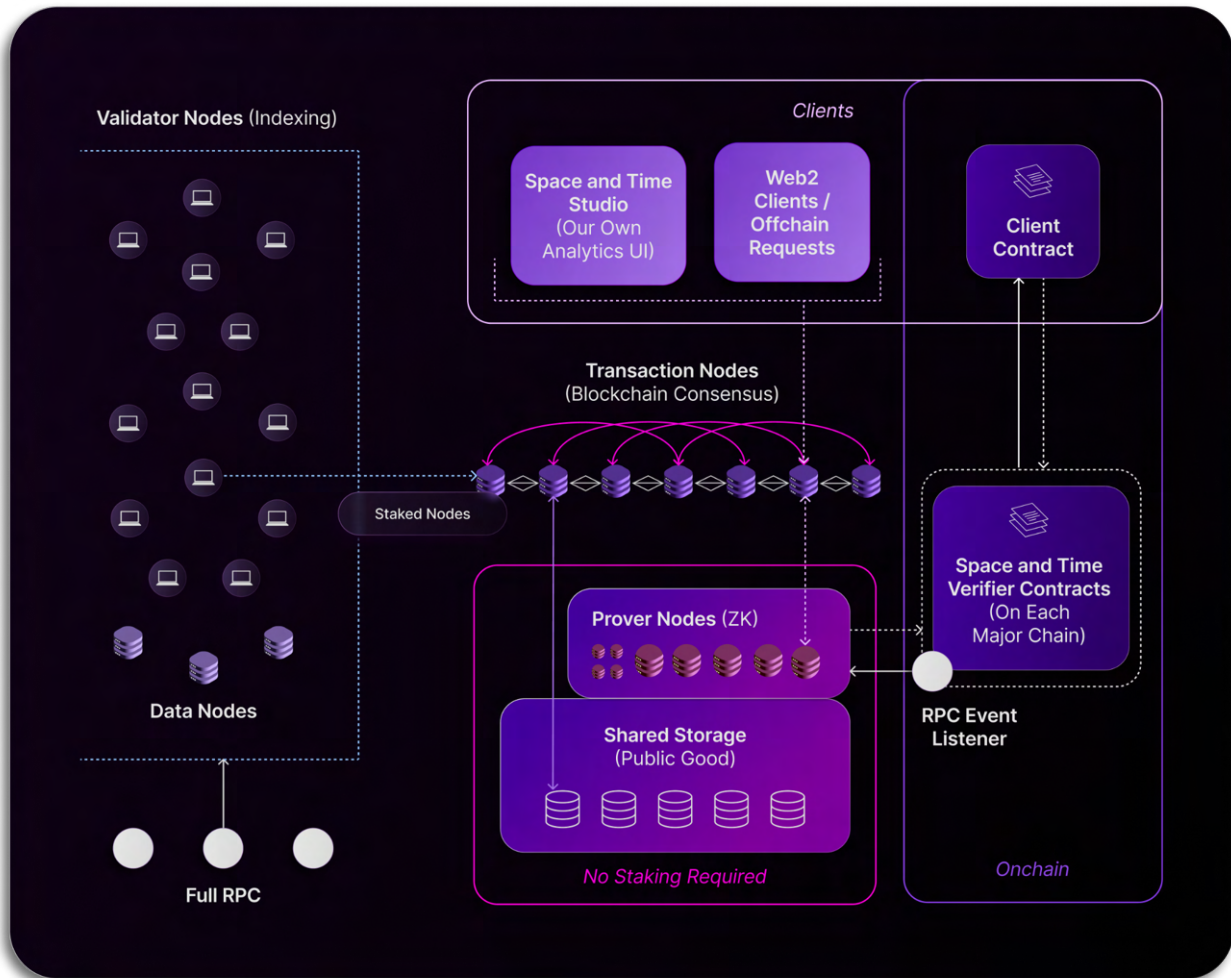 Validator Nodes (Indexing)
Data Nodes
Full RPC
Staked Nodes
Clients
Space and Time
Studio
(Our Own
Analytics UI)
Web2
Clients /
Offchain
Requests
Client
Contract
Transaction Nodes
(Blockchain Consensus)
Prover Nodes (ZK)
Shared Storage
(Public Good)
No Staking Required
Space and Time
Verifier Contracts
(On Each
Major Chain)
RPC Event
Listener
Onchain